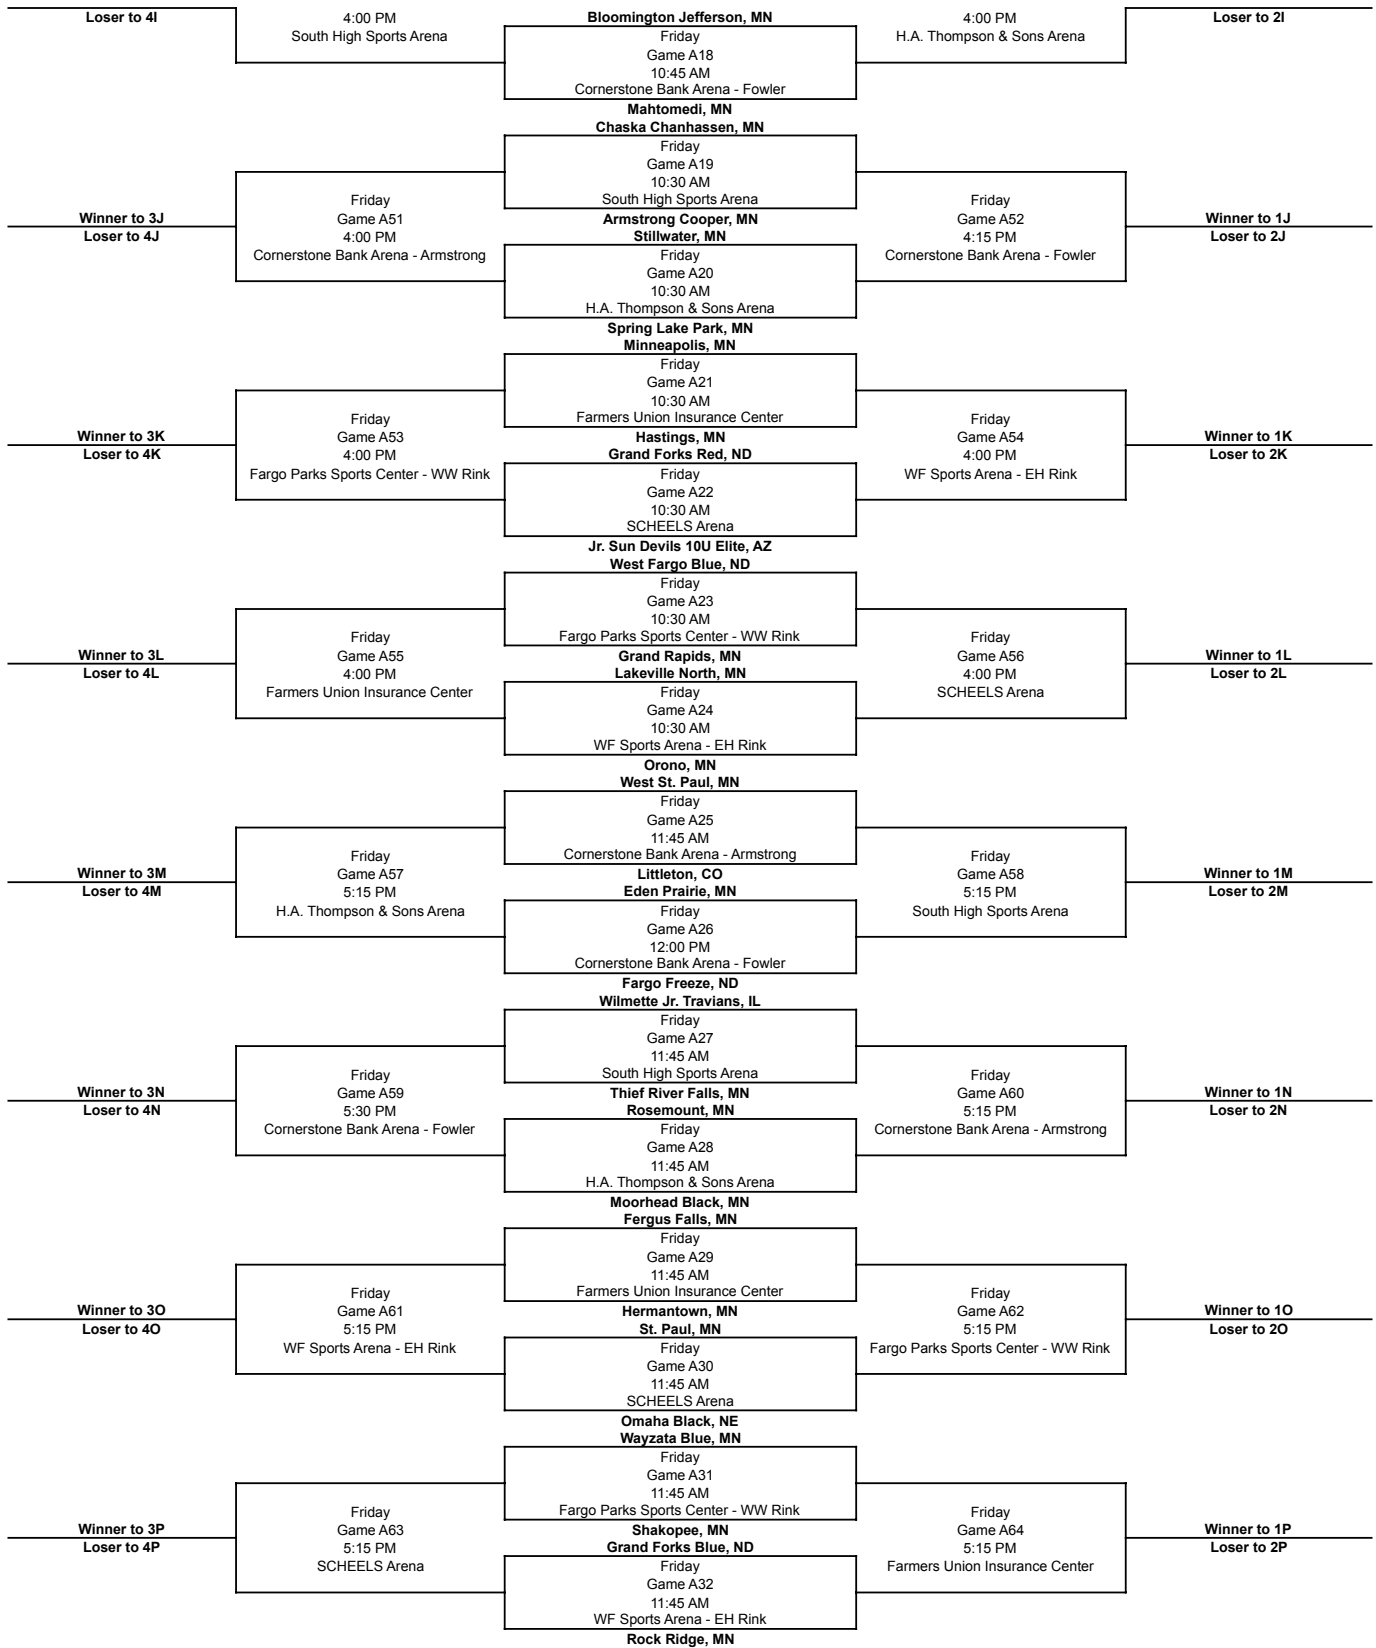 Loser to 4I
4:00 PM
South High Sports Arena
Bloomington Jefferson, MN
Friday
Game A18
10:45 AM
Cornerstone Bank Arena - Fowler
Mahtomedi, MN
4:00 PM
H.A. Thompson & Sons Arena
Loser to 2I
Chaska Chanhassen, MN
Friday
Game A19
10:30 AM
South High Sports Arena
Armstrong Cooper, MN
Winner to 3J
Loser to 4J
Friday
Game A51
4:00 PM
Cornerstone Bank Arena - Armstrong
Friday
Game A52
4:15 PM
Cornerstone Bank Arena - Fowler
Winner to 1J
Loser to 2J
Stillwater, MN
Friday
Game A20
10:30 AM
H.A. Thompson & Sons Arena
Spring Lake Park, MN
Minneapolis, MN
Friday
Game A21
10:30 AM
Farmers Union Insurance Center
Hastings, MN
Winner to 3K
Loser to 4K
Friday
Game A53
4:00 PM
Fargo Parks Sports Center - WW Rink
Friday
Game A54
4:00 PM
WF Sports Arena - EH Rink
Winner to 1K
Loser to 2K
Grand Forks Red, ND
Friday
Game A22
10:30 AM
SCHEELS Arena
Jr. Sun Devils 10U Elite, AZ
West Fargo Blue, ND
Friday
Game A23
10:30 AM
Fargo Parks Sports Center - WW Rink
Grand Rapids, MN
Winner to 3L
Loser to 4L
Friday
Game A55
4:00 PM
Farmers Union Insurance Center
Friday
Game A56
4:00 PM
SCHEELS Arena
Winner to 1L
Loser to 2L
Lakeville North, MN
Friday
Game A24
10:30 AM
WF Sports Arena - EH Rink
Orono, MN
West St. Paul, MN
Friday
Game A25
11:45 AM
Cornerstone Bank Arena - Armstrong
Littleton, CO
Winner to 3M
Loser to 4M
Friday
Game A57
5:15 PM
H.A. Thompson & Sons Arena
Friday
Game A58
5:15 PM
South High Sports Arena
Winner to 1M
Loser to 2M
Eden Prairie, MN
Friday
Game A26
12:00 PM
Cornerstone Bank Arena - Fowler
Fargo Freeze, ND
Wilmette Jr. Travians, IL
Friday
Game A27
11:45 AM
South High Sports Arena
Thief River Falls, MN
Winner to 3N
Loser to 4N
Friday
Game A59
5:30 PM
Cornerstone Bank Arena - Fowler
Friday
Game A60
5:15 PM
Cornerstone Bank Arena - Armstrong
Winner to 1N
Loser to 2N
Rosemount, MN
Friday
Game A28
11:45 AM
H.A. Thompson & Sons Arena
Moorhead Black, MN
Fergus Falls, MN
Friday
Game A29
11:45 AM
Farmers Union Insurance Center
Hermantown, MN
Winner to 3O
Loser to 4O
Friday
Game A61
5:15 PM
WF Sports Arena - EH Rink
Friday
Game A62
5:15 PM
Fargo Parks Sports Center - WW Rink
Winner to 1O
Loser to 2O
St. Paul, MN
Friday
Game A30
11:45 AM
SCHEELS Arena
Omaha Black, NE
Wayzata Blue, MN
Friday
Game A31
11:45 AM
Fargo Parks Sports Center - WW Rink
Shakopee, MN
Winner to 3P
Loser to 4P
Friday
Game A63
5:15 PM
SCHEELS Arena
Friday
Game A64
5:15 PM
Farmers Union Insurance Center
Winner to 1P
Loser to 2P
Grand Forks Blue, ND
Friday
Game A32
11:45 AM
WF Sports Arena - EH Rink
Rock Ridge, MN